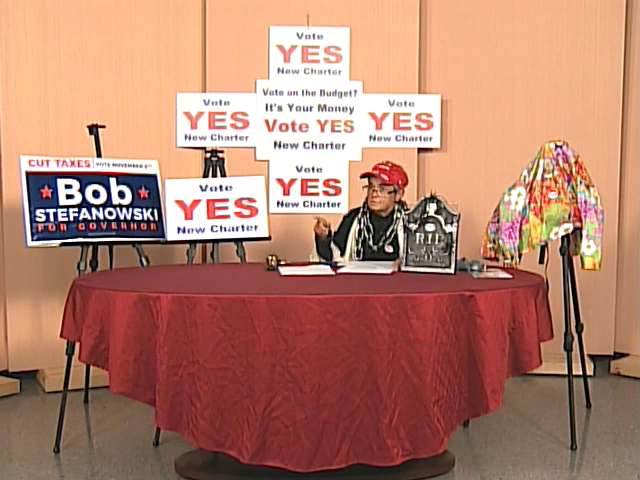 Vote
YES
New Charter
Vote
YES
New Charter
Vote on the Budget?
It's Your Money
Vote YES
New Charter
Vote
YES
New Charter
Vote
YES
New Charter
CUT TAXES VOTE NOVEMBER 6TH
Bob
STEFANOWSKI
FOR GOVERNOR
Vote
YES
New Charter
RIP